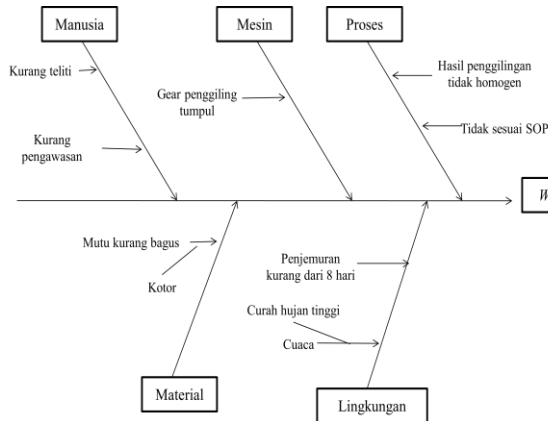 Manusia
Mesin
Proses
Kurang teliti
Hasil penggilingan
tidak homogen
Gear penggiling
tumpul
Tidak sesuai SOP
Kurang
pengawasan
W
Mutu kurang bagus
Kotor
Penjemuran
kurang dari 8 hari
Curah hujan tinggi
Cuaca
Material
Lingkungan